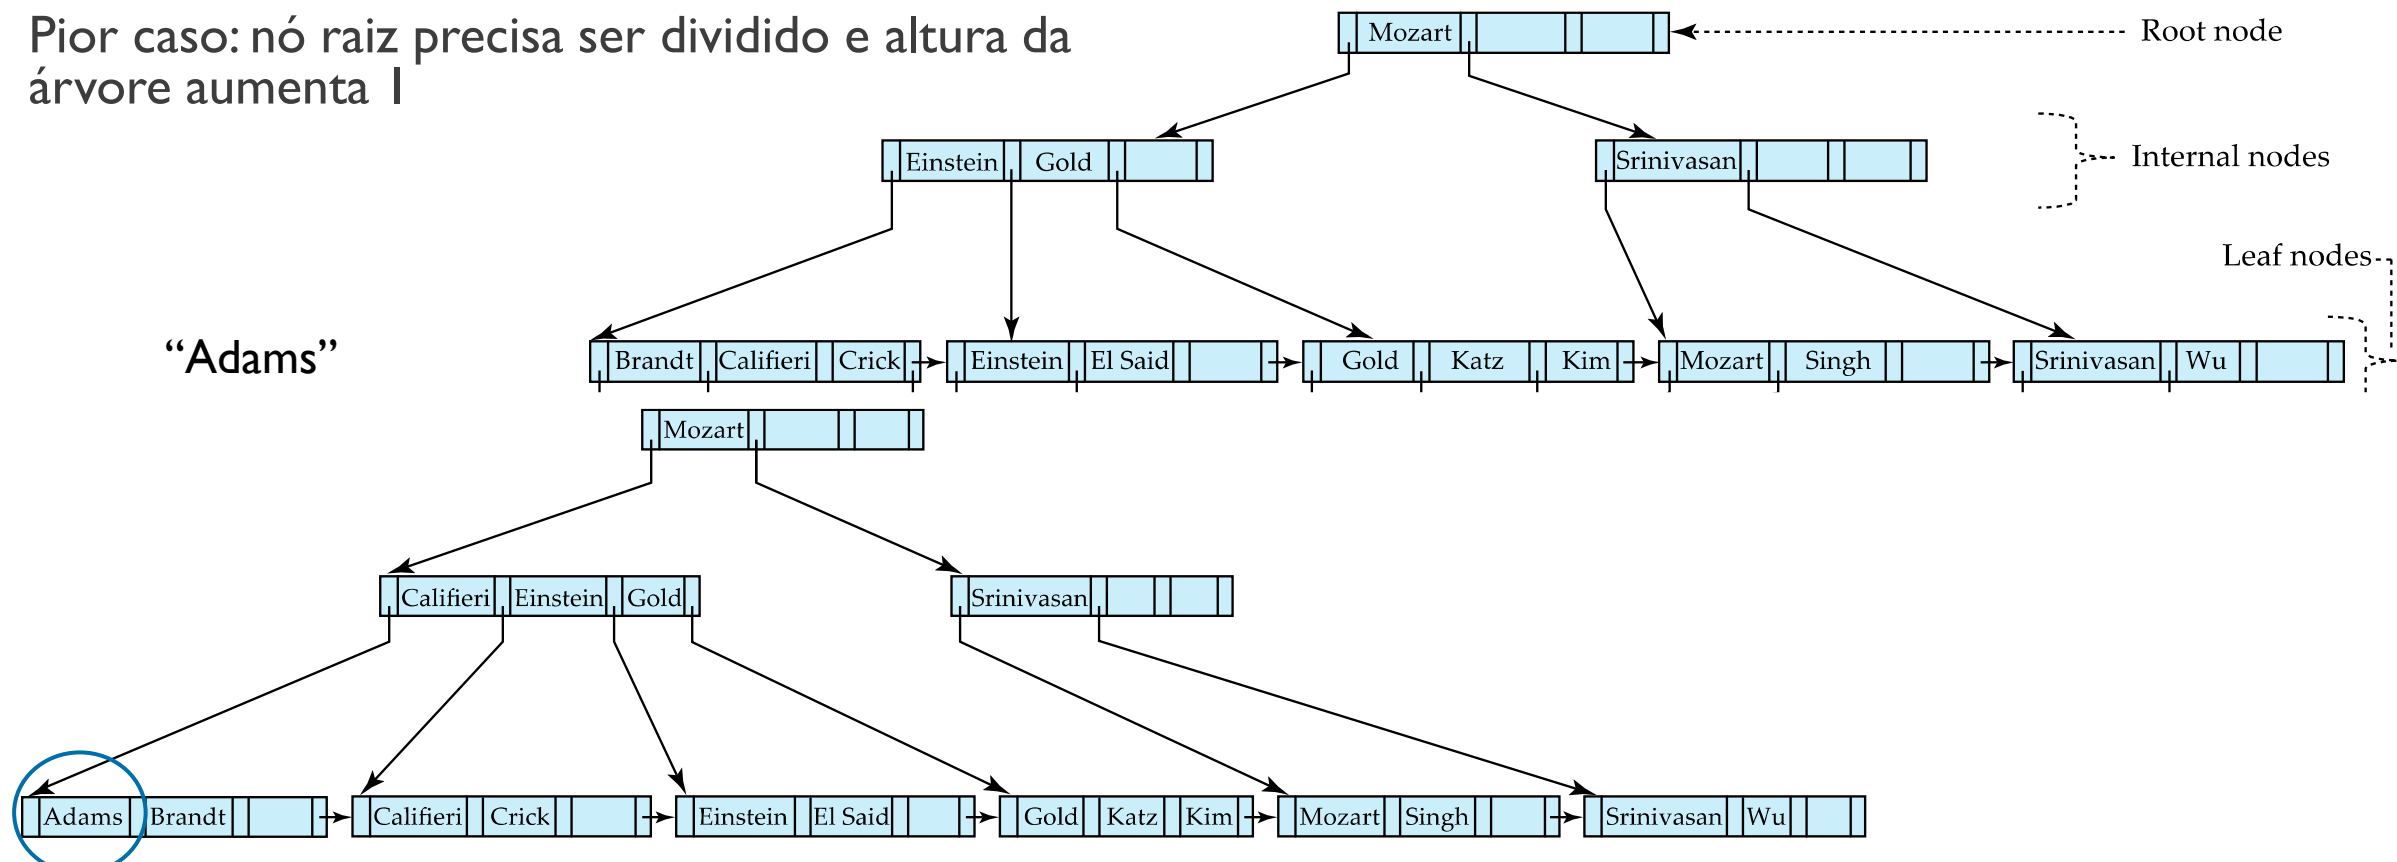 Pior caso: nó raiz precisa ser dividido e altura da
árvore aumenta 1
Mozart
Root node
Einstein Gold
Srinivasan
Internal nodes
Leaf nodes
“Adams”
Brandt Califieri Crick
Einstein El Said
Gold Katz Kim
Mozart Singh
Srinivasan Wu
Mozart
Califieri Einstein Gold
Srinivasan
Adams Brandt
Califieri Crick
Einstein El Said
Gold Katz Kim
Mozart Singh
Srinivasan Wu